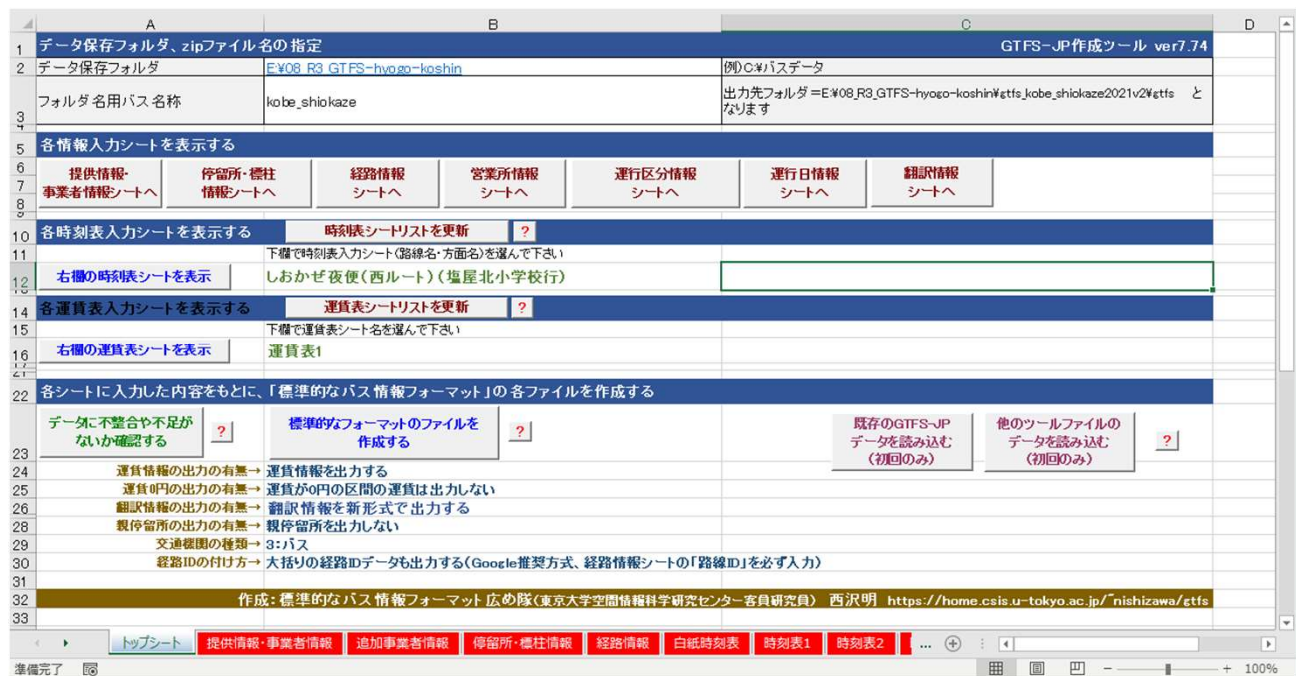 A B C D
1 データ保存フォルダ、zipファイル名の指定 GTFS-JP作成ツール ver7.74
2 データ保存フォルダ E:¥08_R3_GTFS-hyogo-koshin 例)C:¥バスデータ
3 フォルダ名用バス名称 kobe_shiokaze 出力先フォルダ=E:¥08_R3_GTFS-hyogo-koshin¥gtfs_kobe_shiokaze2021v2¥gtfs と
なります
4
5 各情報入力シートを表示する
6 提供情報・ 停留所・標柱 経路情報 営業所情報 運行区分情報 運行日情報 翻訳情報
7 事業者情報シートへ 情報シートへ シートへ シートへ シートへ シートへ シートへ
8
9
10 各時刻表入力シートを表示する 時刻表シートリストを更新 ?
11 下欄で時刻表入力シート(路線名・方面名)を選んで下さい
12 右欄の時刻表シートを表示 しおかぜ夜便(西ルート)(塩屋北小学校行)
14 各運賃表入力シートを表示する 運賃表シートリストを更新 ?
15 下欄で運賃表シート名を選んで下さい
16 右欄の運賃表シートを表示 運賃表1
22 各シートに入力した内容をもとに、「標準的なバス情報フォーマット」の各ファイルを作成する
データに不整合や不足が 標準的なフォーマットのファイルを 既存のGTFS-JP 他のツールファイルの
ないか確認する ? 作成する ? データを読み込む データを読み込む ?
23 (初回のみ) (初回のみ)
24 運賃情報の出力の有無→ 運賃情報を出力する
25 運賃0円の出力の有無→ 運賃が0円の区間の運賃は出力しない
26 翻訳情報の出力の有無→ 翻訳情報を新形式で出力する
28 親停留所の出力の有無→ 親停留所を出力しない
29 交通機関の種類→ 3:バス
30 経路IDの付け方→ 大括りの経路IDデータも出力する(Google推奨方式、経路情報シートの「路線ID」を必ず入力)
31
32 作成:標準的なバス情報フォーマット広め隊(東京大学空間情報科学研究センター客員研究員) 西沢明 https://home.csis.u-tokyo.ac.jp/~nishizawa/gtfs
33
トップシート 提供情報・事業者情報 追加事業者情報 停留所・標柱情報 経路情報 白紙時刻表 時刻表1 時刻表2 ...
準備完了 100%